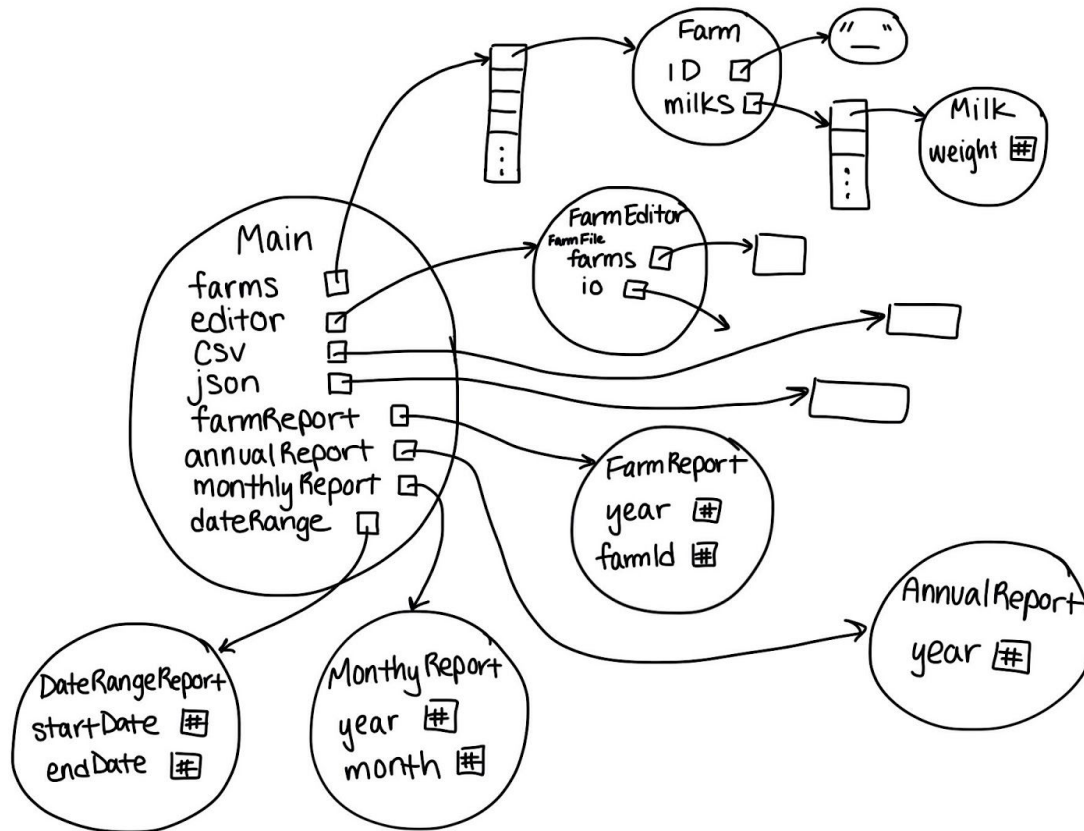 Farm
ID
milks
" "
Milk
weight #
Main
farms
editor
csv
json
farmReport
annualReport
monthlyReport
dateRange
FarmEditor
FarmFile
farms
io
FarmReport
year #
farmId #
AnnualReport
year #
DateRangeReport
startDate #
endDate #
MonthyReport
year #
month #